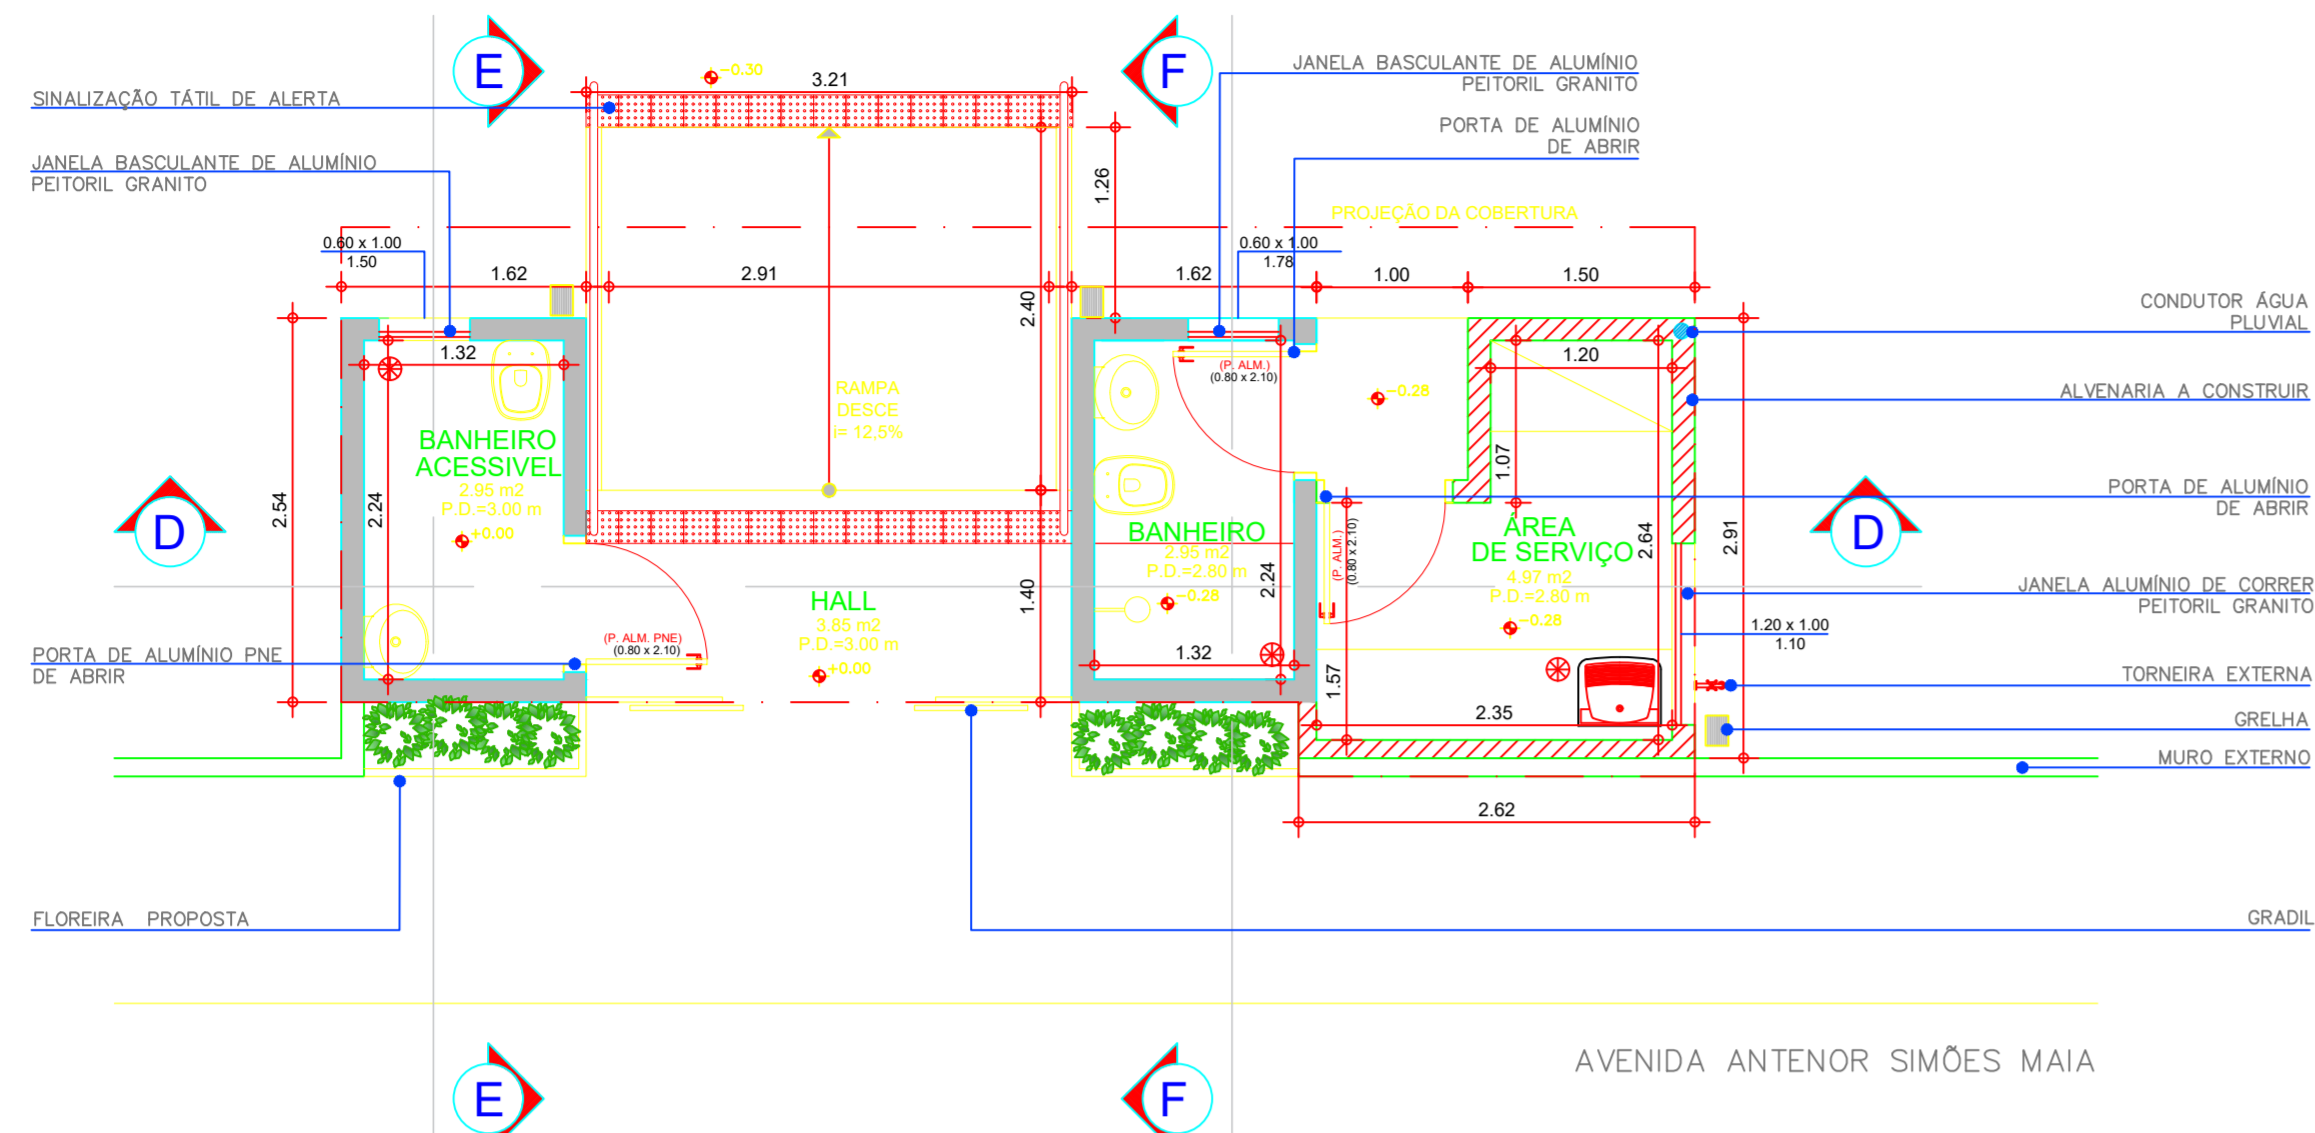 E
F
-0.30
3.21
JANELA BASCULANTE DE ALUMÍNIO
PEITORIL GRANITO
SINALIZAÇÃO TÁTIL DE ALERTA
PORTA DE ALUMÍNIO
DE ABRIR
JANELA BASCULANTE DE ALUMÍNIO
PEITORIL GRANITO
1.26
PROJEÇÃO DA COBERTURA
0.60 x 1.00
1.50
0.60 x 1.00
1.78
1.62
2.91
1.62
1.00
1.50
2.40
CONDUTOR ÁGUA
PLUVIAL
1.32
1.20
(P. ALM.)
(0.80 x 2.10)
RAMPA
DESCE
i= 12,5%
-0.28
ALVENARIA A CONSTRUIR
BANHEIRO
ACESSIVEL
2.95 m2
P.D.=3.00 m
+0.00
2.54
2.24
1.07
PORTA DE ALUMÍNIO
DE ABRIR
D
D
BANHEIRO
2.95 m2
P.D.=2.80 m
-0.28
2.24
(P. ALM.)
(0.80 x 2.10)
ÁREA
DE SERVIÇO
4.97 m2
P.D.=2.80 m
-0.28
2.64
2.91
JANELA ALUMÍNIO DE CORRER
PEITORIL GRANITO
HALL
3.85 m2
P.D.=3.00 m
+0.00
1.40
(P. ALM. PNE)
(0.80 x 2.10)
1.20 x 1.00
1.10
PORTA DE ALUMÍNIO PNE
DE ABRIR
1.32
1.57
TORNEIRA EXTERNA
2.35
GRELHA
MURO EXTERNO
2.62
FLOREIRA PROPOSTA
GRADIL
AVENIDA ANTENOR SIMÕES MAIA
E
F